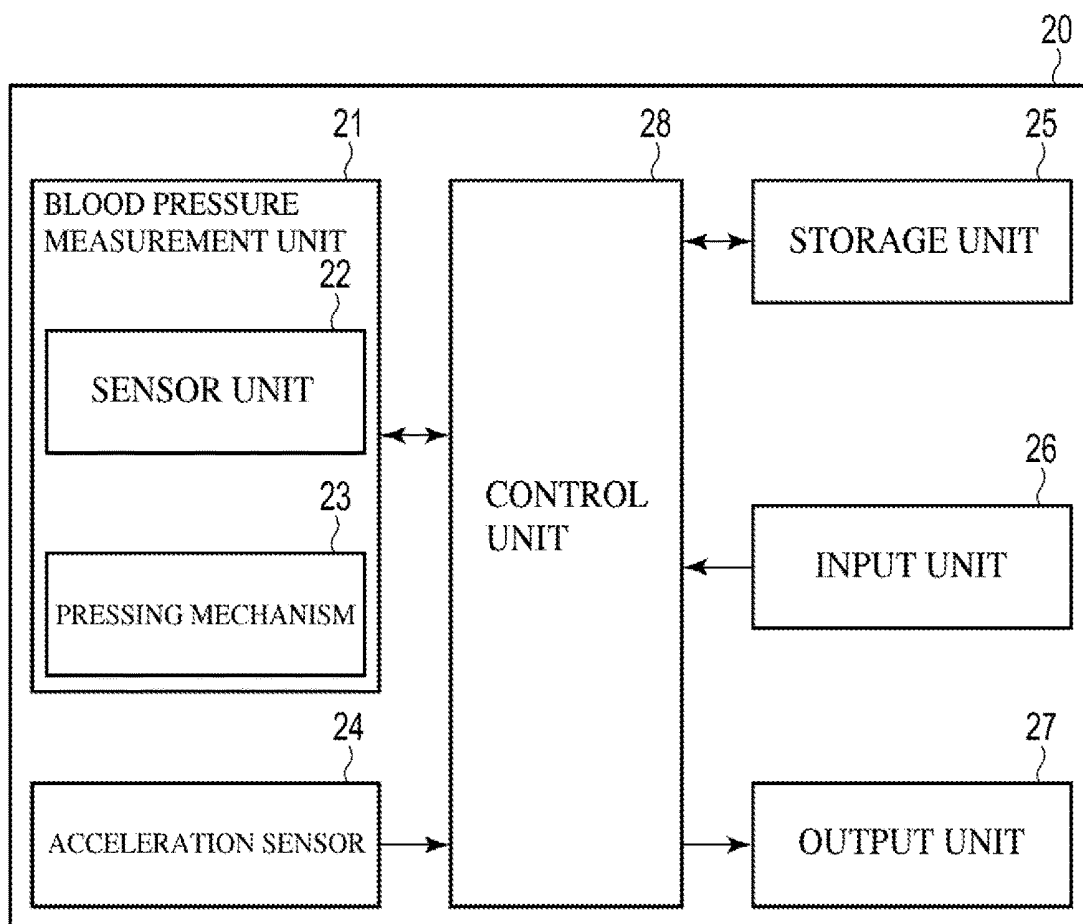 20
21
28
25
BLOOD PRESSURE
MEASUREMENT UNIT
STORAGE UNIT
22
SENSOR UNIT
CONTROL
UNIT
26
INPUT UNIT
23
PRESSING MECHANISM
24
ACCELERATION SENSOR
27
OUTPUT UNIT